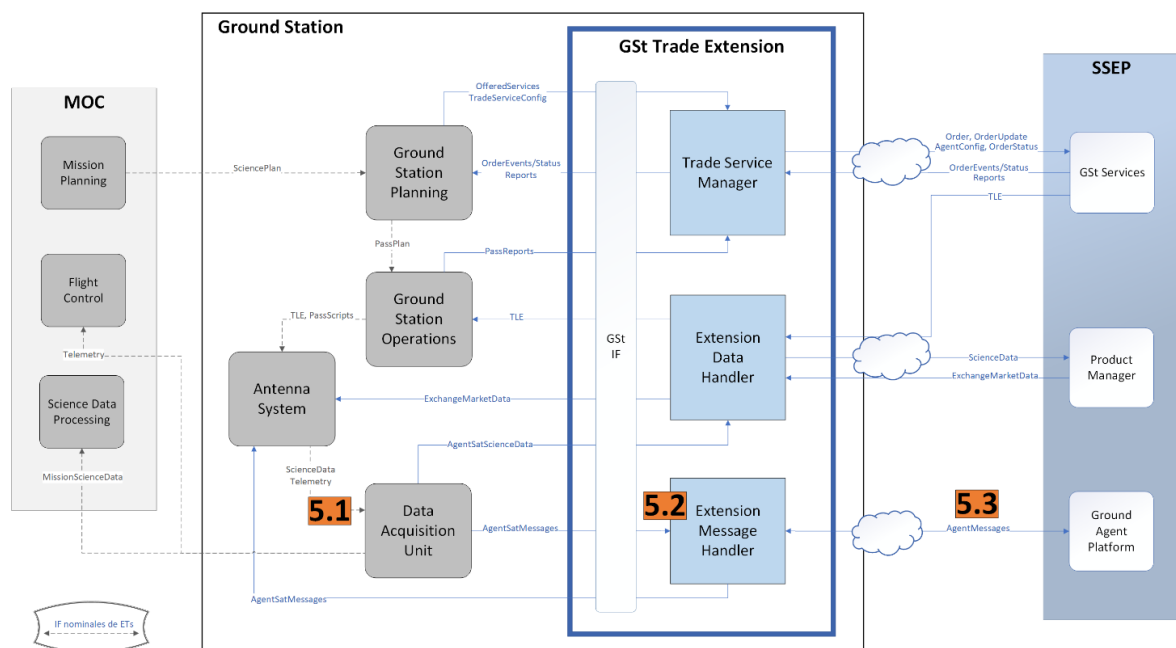 Ground Station
GSt Trade Extension
SSEP
MOC
OfferedServices
TradeServiceConfig
Mission
Planning
SciencePlan
Ground
Station
Planning
OrderEvents/Status
Reports
Trade Service
Manager
Order, OrderUpdate
AgentConfig, OrderStatus
OrderEvents/Status
Reports
TLE
GSt Services
PassPlan
PassReports
Flight
Control
Ground
Station
Operations
TLE, PassScripts
TLE
GSt
IF
Extension
Data
Handler
ScienceData
ExchangeMarketData
Product
Manager
Telemetry
Antenna
System
ExchangeMarketData
Science Data
Processing
AgentSatScienceData
MissionScienceData
ScienceData
Telemetry
5.1
Data
Acquisition
Unit
AgentSatMessages
5.2
Extension
Message
Handler
5.3
AgentMessages
Ground
Agent
Platform
AgentSatMessages
IF nominales de ETs